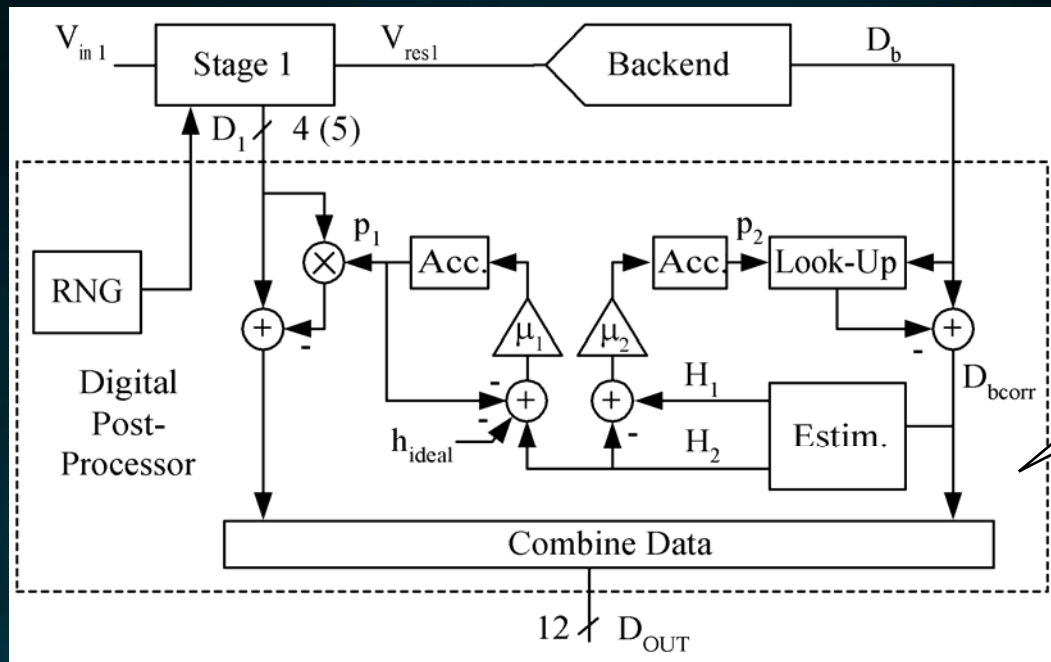 V_in 1
Stage 1
V_res1
Backend
D_b
D_1
4 (5)
p_1
Acc.
Acc.
p_2
Look-Up
RNG
×
+
-
μ_1
μ_2
+
-
Digital
Post-
Processor
-
-
+
h_ideal
+
-
H_1
H_2
Estim.
D_bcorr
Combine Data
12
D_OUT